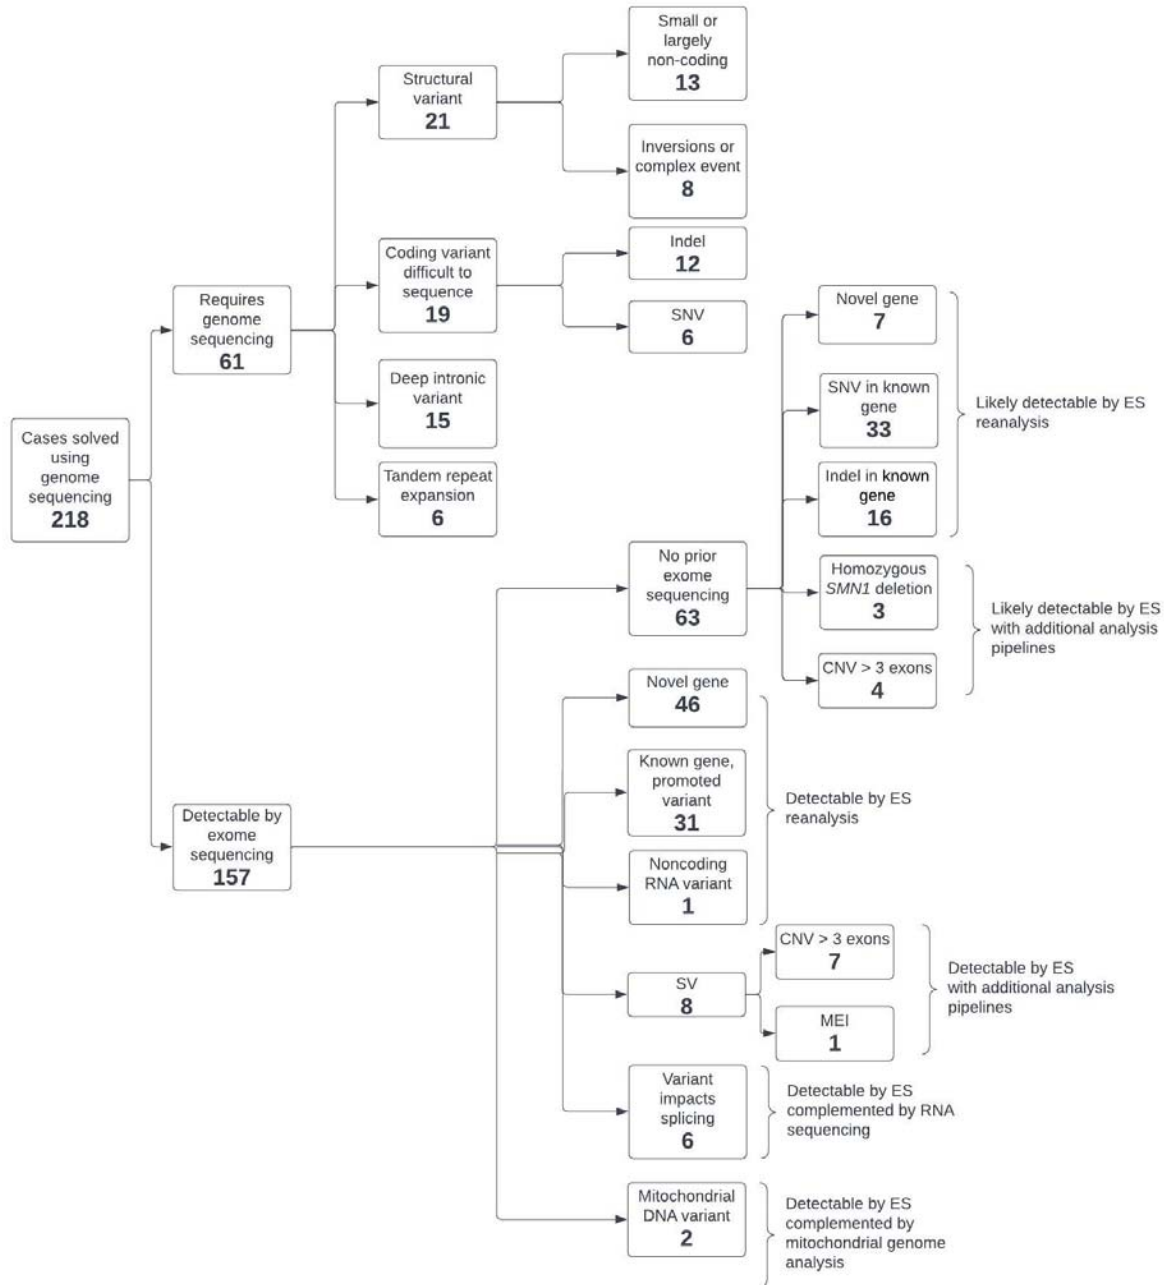 Cases solved
using
genome
sequencing
218
Requires
genome
sequencing
61
Structural
variant
21
Small or
largely
non-coding
13
Inversions or
complex event
8
Coding variant
difficult to
sequence
19
Indel
12
SNV
6
Deep intronic
variant
15
Tandem repeat
expansion
6
Detectable by
exome
sequencing
157
No prior
exome
sequencing
63
Novel gene
7
SNV in known
gene
33
Indel in known
gene
16
Likely detectable by ES
reanalysis
Homozygous
SMN1 deletion
3
CNV > 3 exons
4
Likely detectable by ES
with additional analysis
pipelines
Novel gene
46
Known gene,
promoted
variant
31
Noncoding
RNA variant
1
Detectable by ES
reanalysis
SV
8
CNV > 3 exons
7
MEI
1
Detectable by ES
with additional analysis
pipelines
Variant
impacts
splicing
6
Detectable by ES
complemented by RNA
sequencing
Mitochondrial
DNA variant
2
Detectable by ES
complemented by
mitochondrial genome
analysis